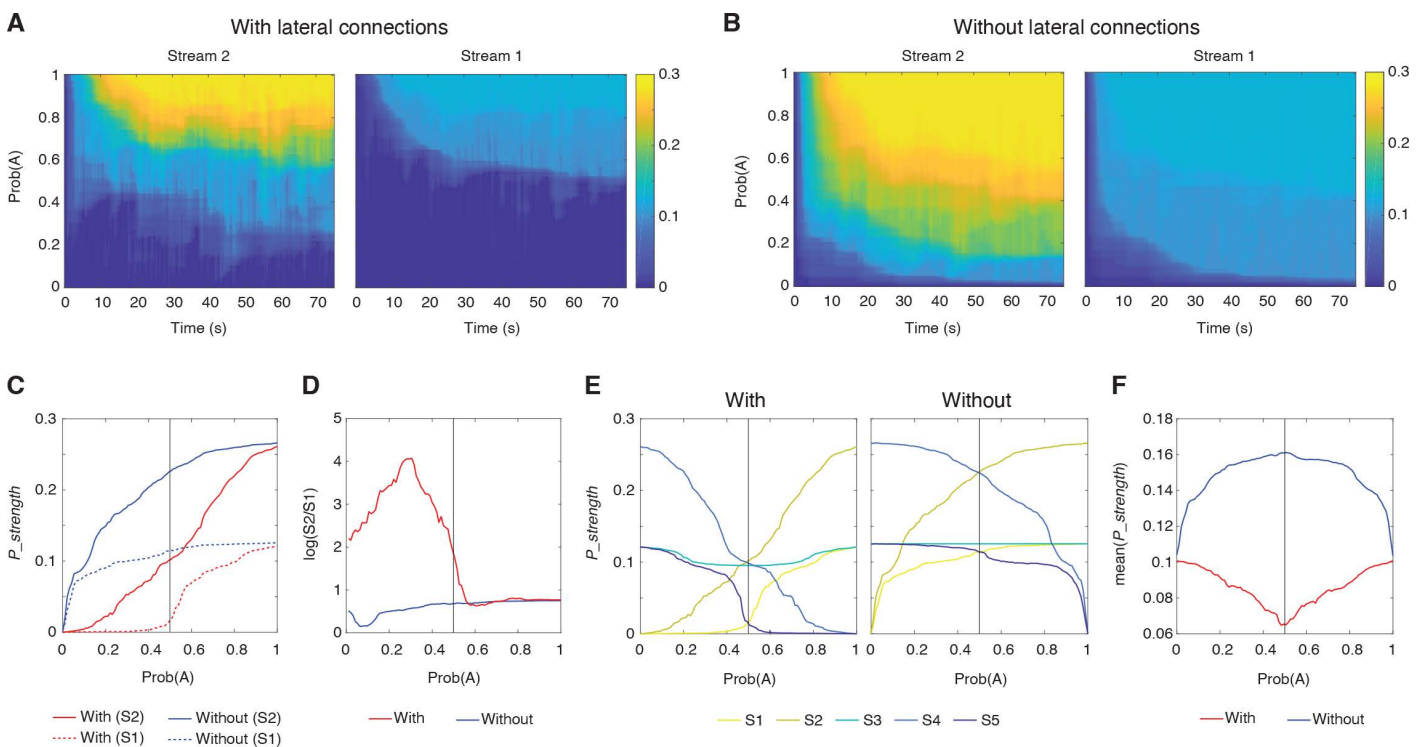 A
With lateral connections
Stream 2
Stream 1
Prob(A)
1
0.8
0.6
0.4
0.2
0
0 10 20 30 40 50 60 70
0 10 20 30 40 50 60 70
Time (s)
Time (s)
0.3
0.2
0.1
0
B
Without lateral connections
Stream 2
Stream 1
Prob(A)
1
0.8
0.6
0.4
0.2
0
0 10 20 30 40 50 60 70
0 10 20 30 40 50 60 70
Time (s)
Time (s)
0.3
0.2
0.1
0
C
P_strength
0.3
0.2
0.1
0
0 0.2 0.4 0.6 0.8 1
Prob(A)
With (S2) Without (S2)
With (S1) Without (S1)
D
log(S2/S1)
5
4
3
2
1
0
0 0.2 0.4 0.6 0.8 1
Prob(A)
With Without
E
With
Without
P_strength
0.3
0.2
0.1
0
0 0.2 0.4 0.6 0.8 1
0 0.2 0.4 0.6 0.8 1
Prob(A)
Prob(A)
S1 S2 S3 S4 S5
F
mean(P_strength)
0.18
0.16
0.14
0.12
0.1
0.08
0.06
0 0.2 0.4 0.6 0.8 1
Prob(A)
With Without